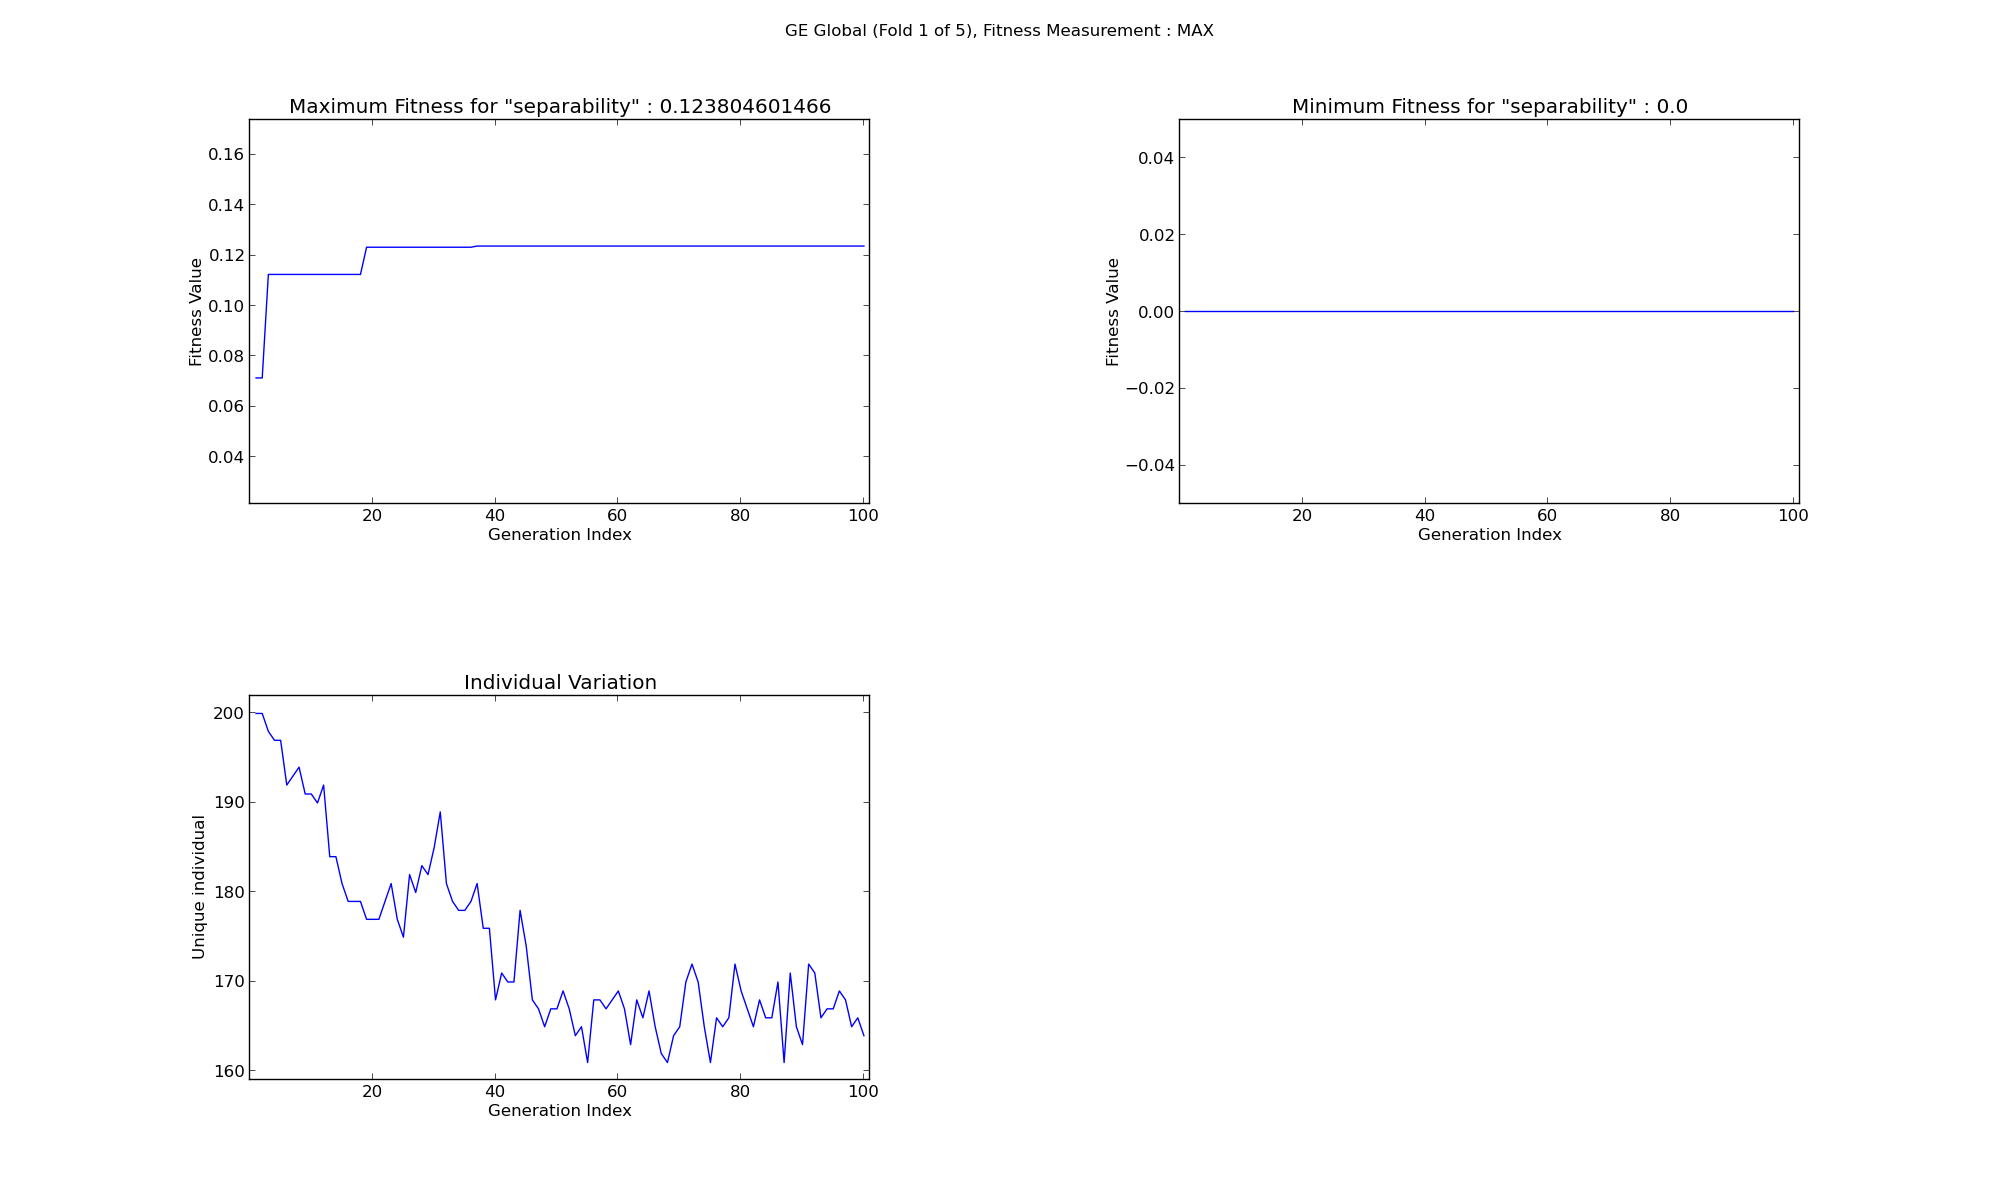 GE Global (Fold 1 of 5), Fitness Measurement : MAX
Maximum Fitness for "separability" : 0.123804601466
0.16
0.14
0.12
0.10
0.08
0.06
0.04
Fitness Value
20 40 60 80 100
Generation Index
Minimum Fitness for "separability" : 0.0
0.04
0.02
0.00
−0.02
−0.04
Fitness Value
20 40 60 80 100
Generation Index
Individual Variation
200
190
180
170
160
Unique individual
20 40 60 80 100
Generation Index